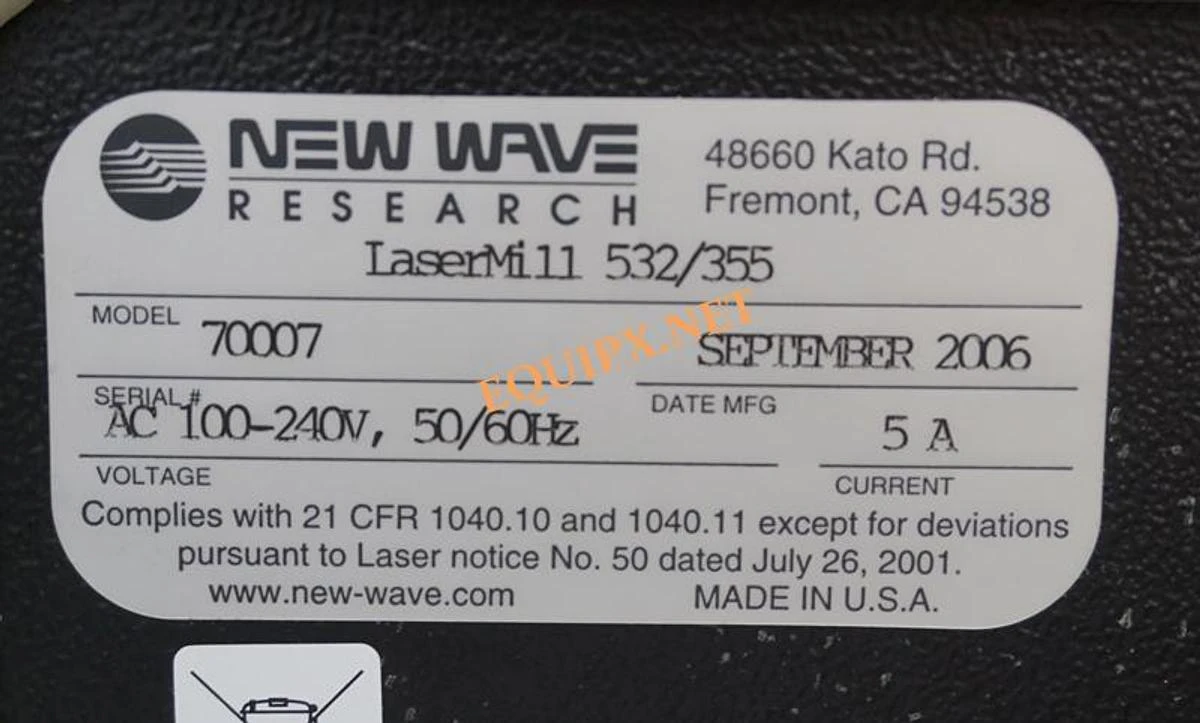 NEW WAVE
RESEARCH
48660 Kato Rd.
Fremont, CA 94538
LaserMill 532/355
MODEL
70007
SEPTEMBER 2006
SERIAL #
DATE MFG
AC 100-240V, 50/60Hz
5 A
VOLTAGE
CURRENT
Complies with 21 CFR 1040.10 and 1040.11 except for deviations
pursuant to Laser notice No. 50 dated July 26, 2001.
www.new-wave.com
MADE IN U.S.A.
EQUIPX.NET